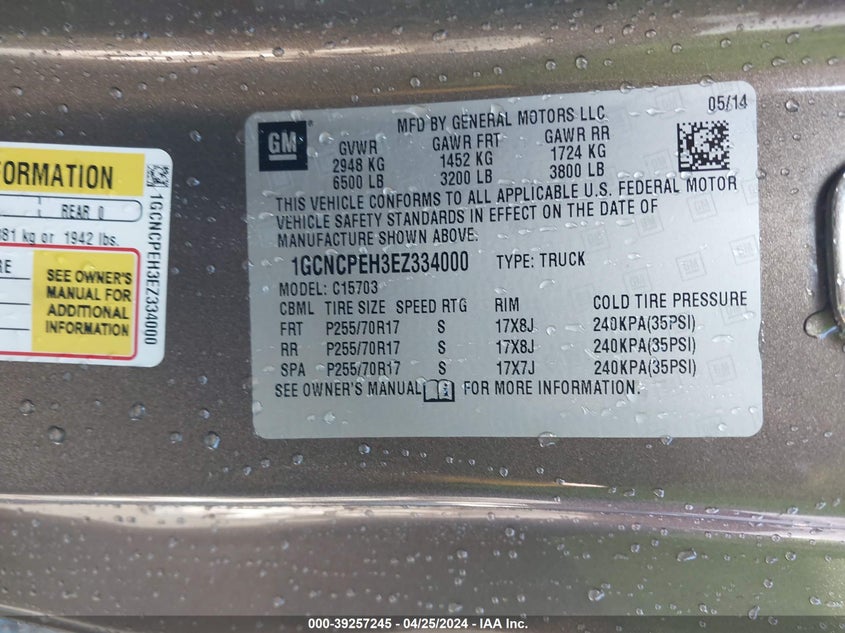 FORMATION
REAR 0
081 kg or 1942 lbs.
RE
SEE OWNER'S
MANUAL FOR
ADDITIONAL
INFORMATION
1GCNCPEH3EZ334000
GM
05/14
MFD BY GENERAL MOTORS LLC
GVWR GAWR FRT GAWR RR
2948 KG 1452 KG 1724 KG
6500 LB 3200 LB 3800 LB
THIS VEHICLE CONFORMS TO ALL APPLICABLE U.S. FEDERAL MOTOR
VEHICLE SAFETY STANDARDS IN EFFECT ON THE DATE OF
MANUFACTURE SHOWN ABOVE.
1GCNCPEH3EZ334000 TYPE: TRUCK
MODEL: C15703
CBML TIRE SIZE SPEED RTG RIM COLD TIRE PRESSURE
FRT P255/70R17 S 17X8J 240KPA(35PSI)
RR P255/70R17 S 17X8J 240KPA(35PSI)
SPA P255/70R17 S 17X7J 240KPA(35PSI)
SEE OWNER'S MANUAL FOR MORE INFORMATION.
000-39257245 - 04/25/2024 - IAA Inc.